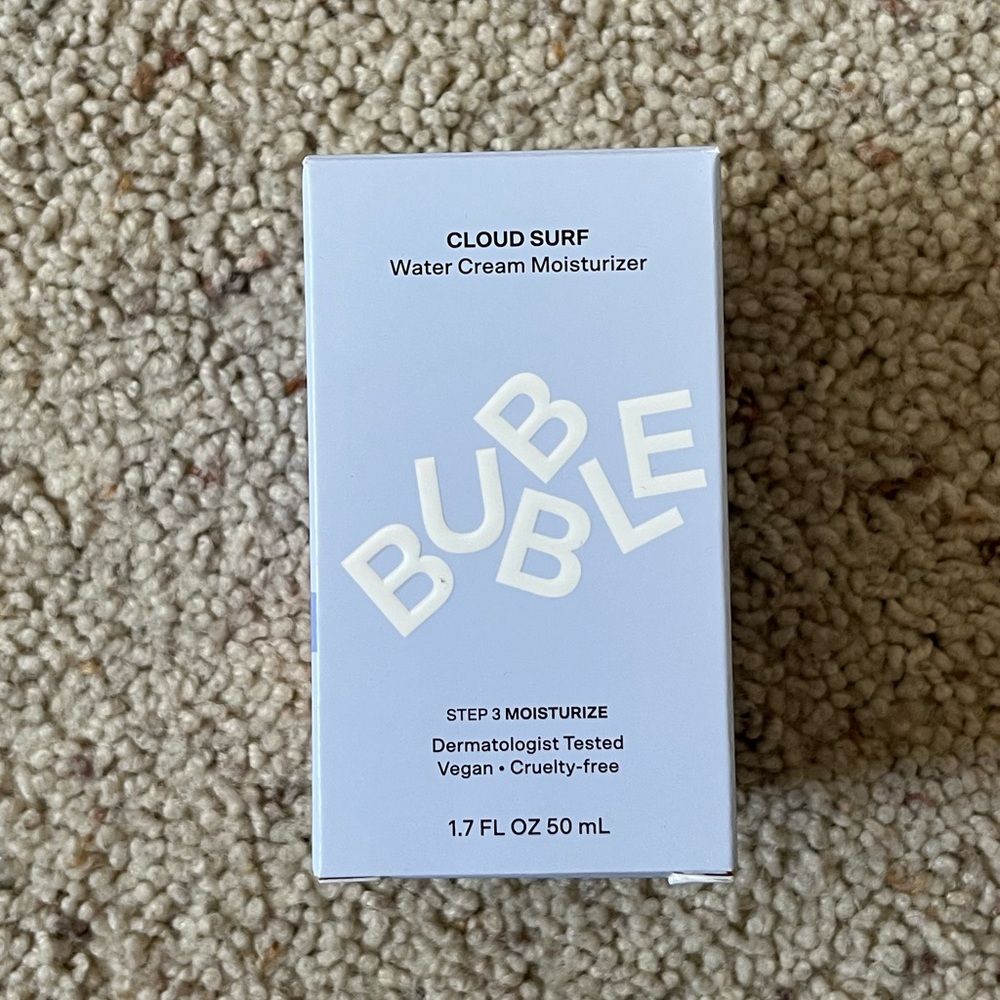 CLOUD SURF
Water Cream Moisturizer
BUBBLE
STEP 3 MOISTURIZE
Dermatologist Tested
Vegan • Cruelty-free
1.7 FL OZ 50 mL